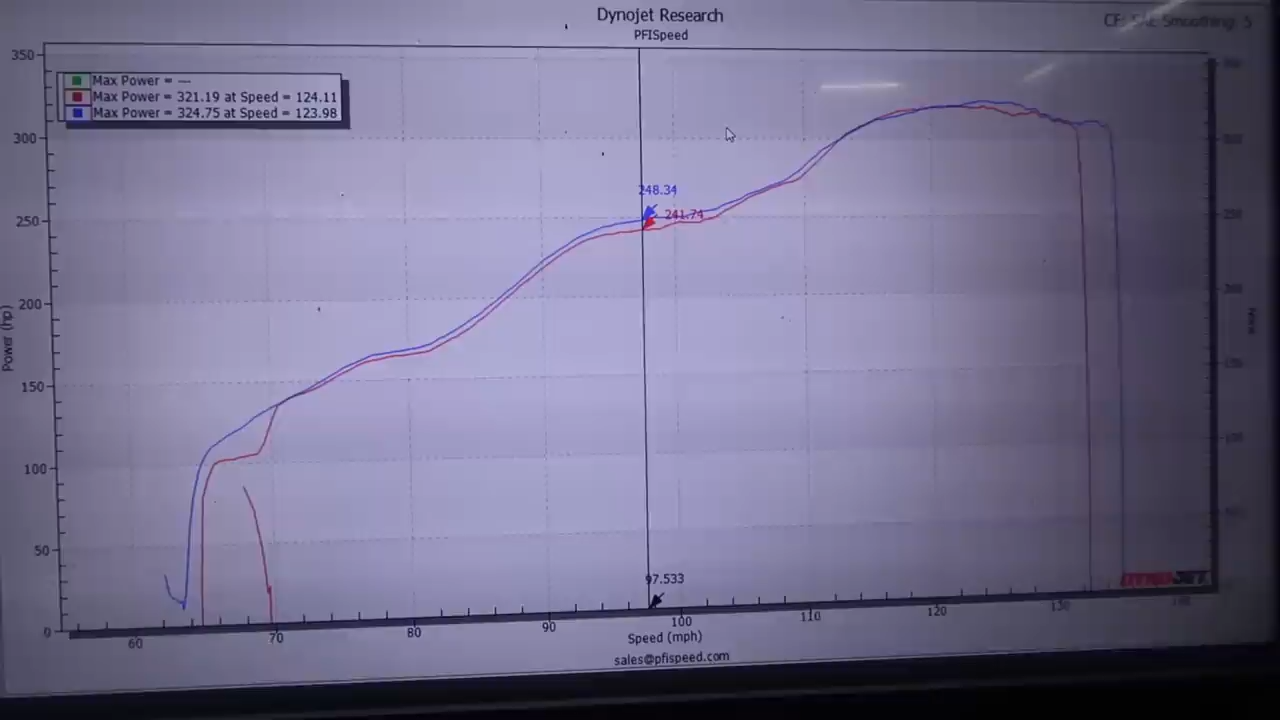 Dynojet Research
PFISpeed
CF: SAE Smoothing: 5
Max Power = ---
Max Power = 321.19 at Speed = 124.11
Max Power = 324.75 at Speed = 123.98
350
300
250
200
150
100
50
0
Power (hp)
248.34
241.74
97.533
60
70
80
90
100
110
120
130
Speed (mph)
sales@pfispeed.com